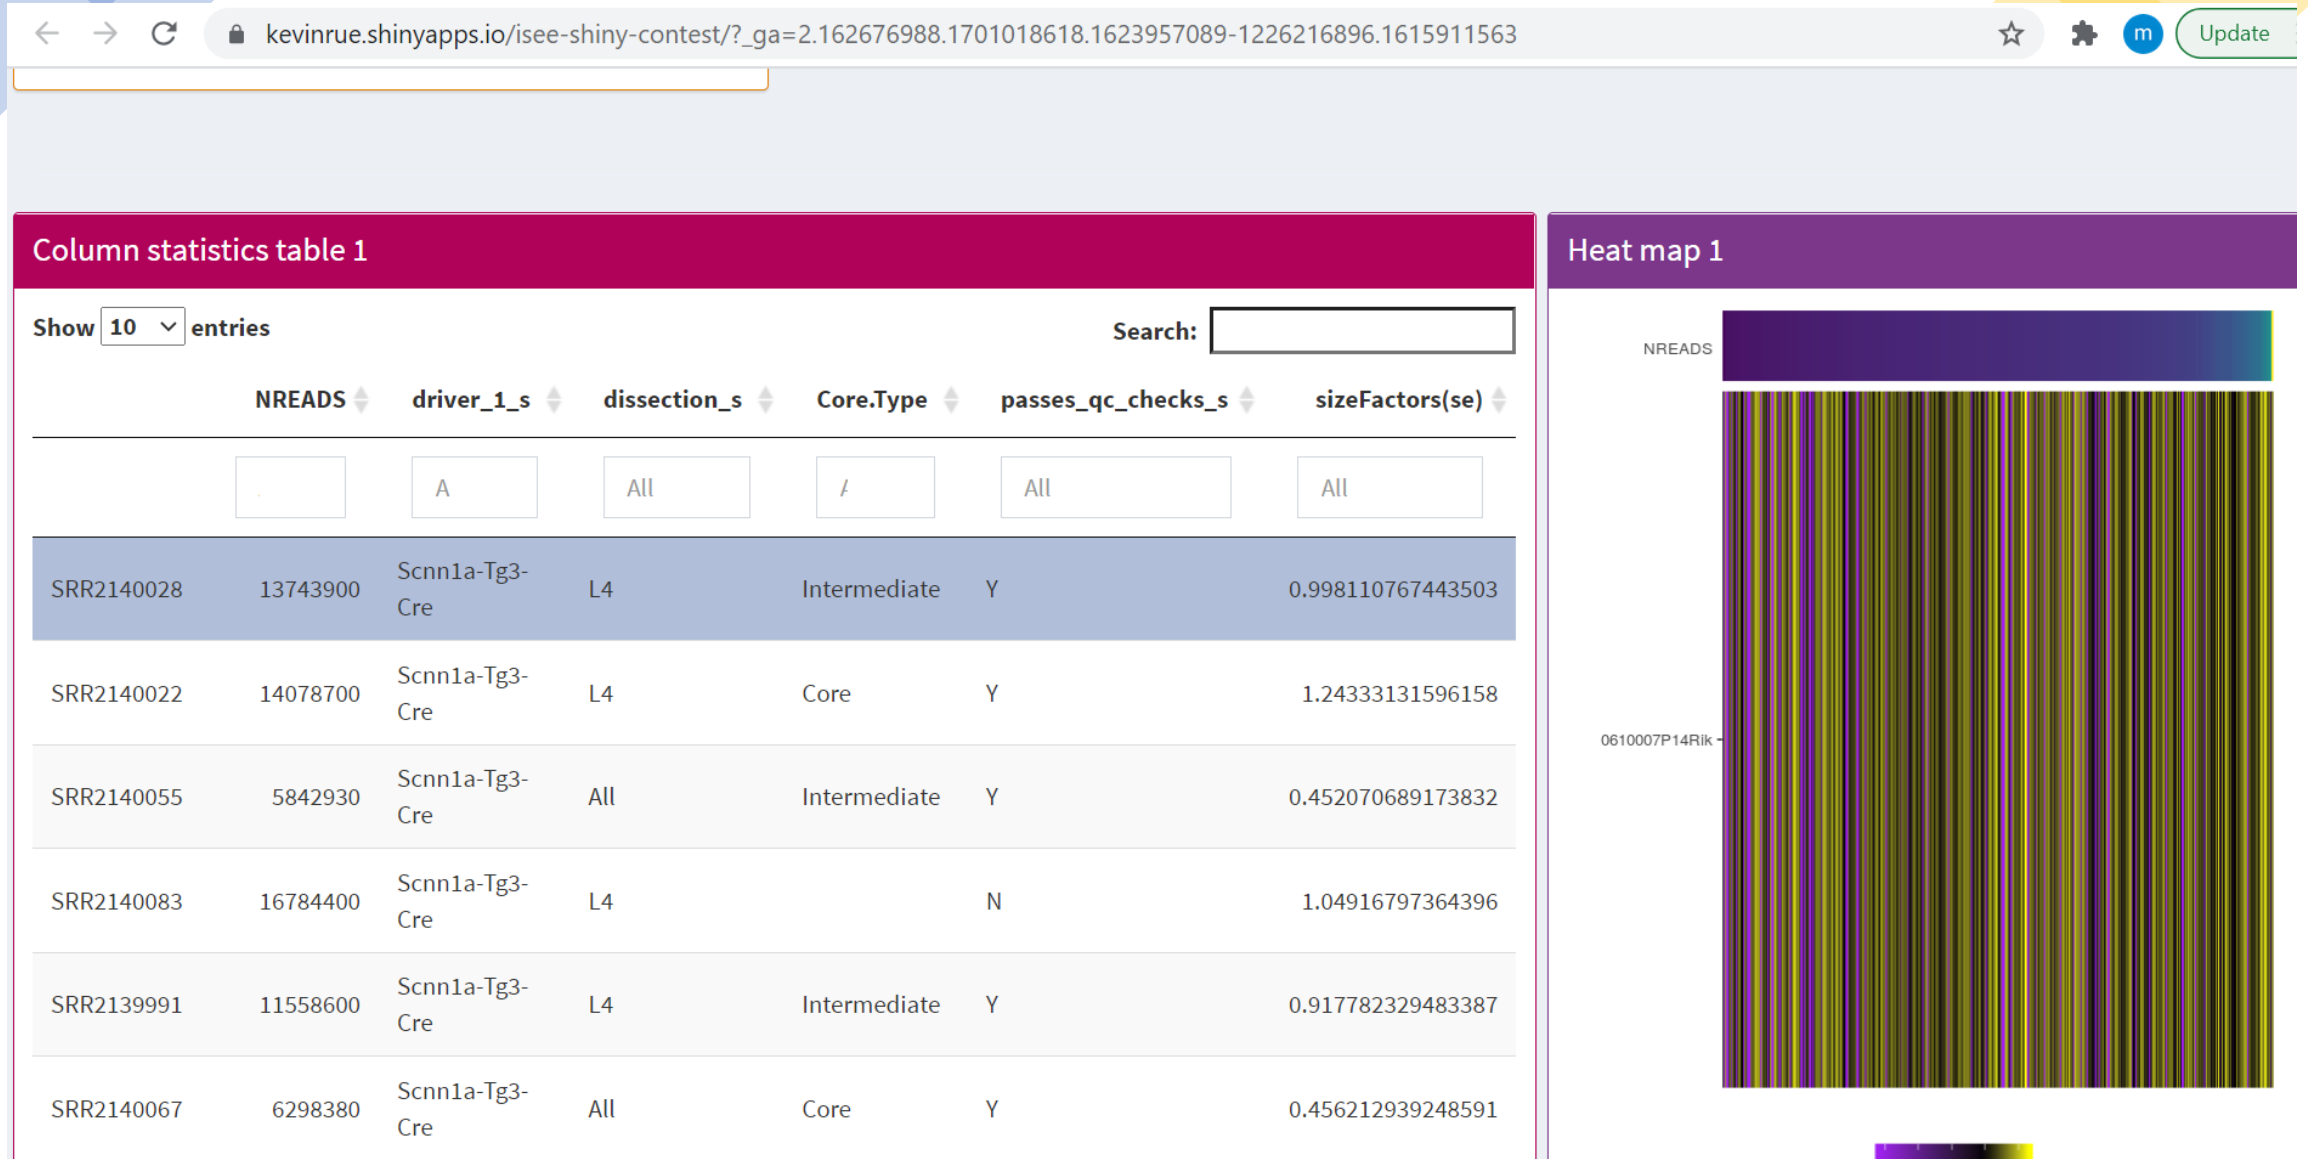 kevinrue.shinyapps.io/isee-shiny-contest/?_ga=2.162676988.1701018618.1623957089-1226216896.1615911563
m
Update
Column statistics table 1
Heat map 1
Show 10 entries
Search:
NREADS
NREADS driver_1_s dissection_s Core.Type passes_qc_checks_s sizeFactors(se)
A All All All
SRR2140028 13743900 Scnn1a-Tg3-
Cre L4 Intermediate Y 0.998110767443503
SRR2140022 14078700 Scnn1a-Tg3-
Cre L4 Core Y 1.24333131596158
0610007P14Rik
SRR2140055 5842930 Scnn1a-Tg3-
Cre All Intermediate Y 0.452070689173832
SRR2140083 16784400 Scnn1a-Tg3-
Cre L4 N 1.04916797364396
SRR2139991 11558600 Scnn1a-Tg3-
Cre L4 Intermediate Y 0.917782329483387
SRR2140067 6298380 Scnn1a-Tg3-
Cre All Core Y 0.456212939248591